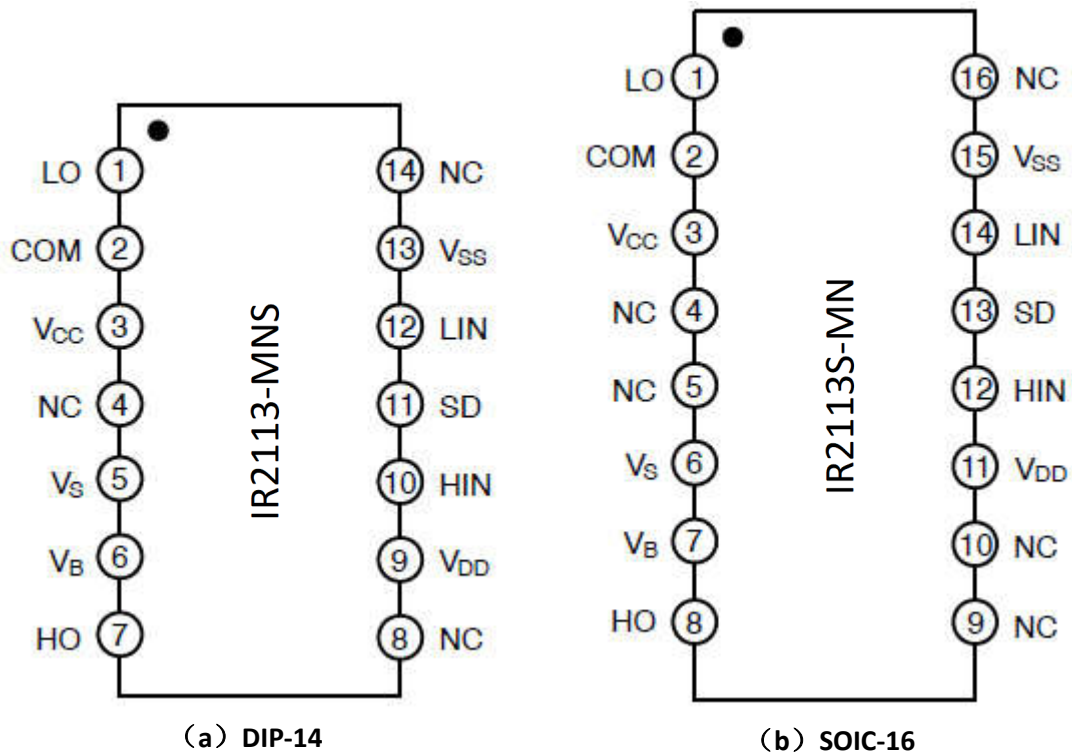 LO 1 14 NC
COM 2 13 VSS
VCC 3 12 LIN
NC 4 11 SD
VS 5 10 HIN
VB 6 9 VDD
HO 7 8 NC
IR2113-MNS
（a）DIP-14
LO 1 16 NC
COM 2 15 VSS
VCC 3 14 LIN
NC 4 13 SD
NC 5 12 HIN
VS 6 11 VDD
VB 7 10 NC
HO 8 9 NC
IR2113S-MN
（b）SOIC-16